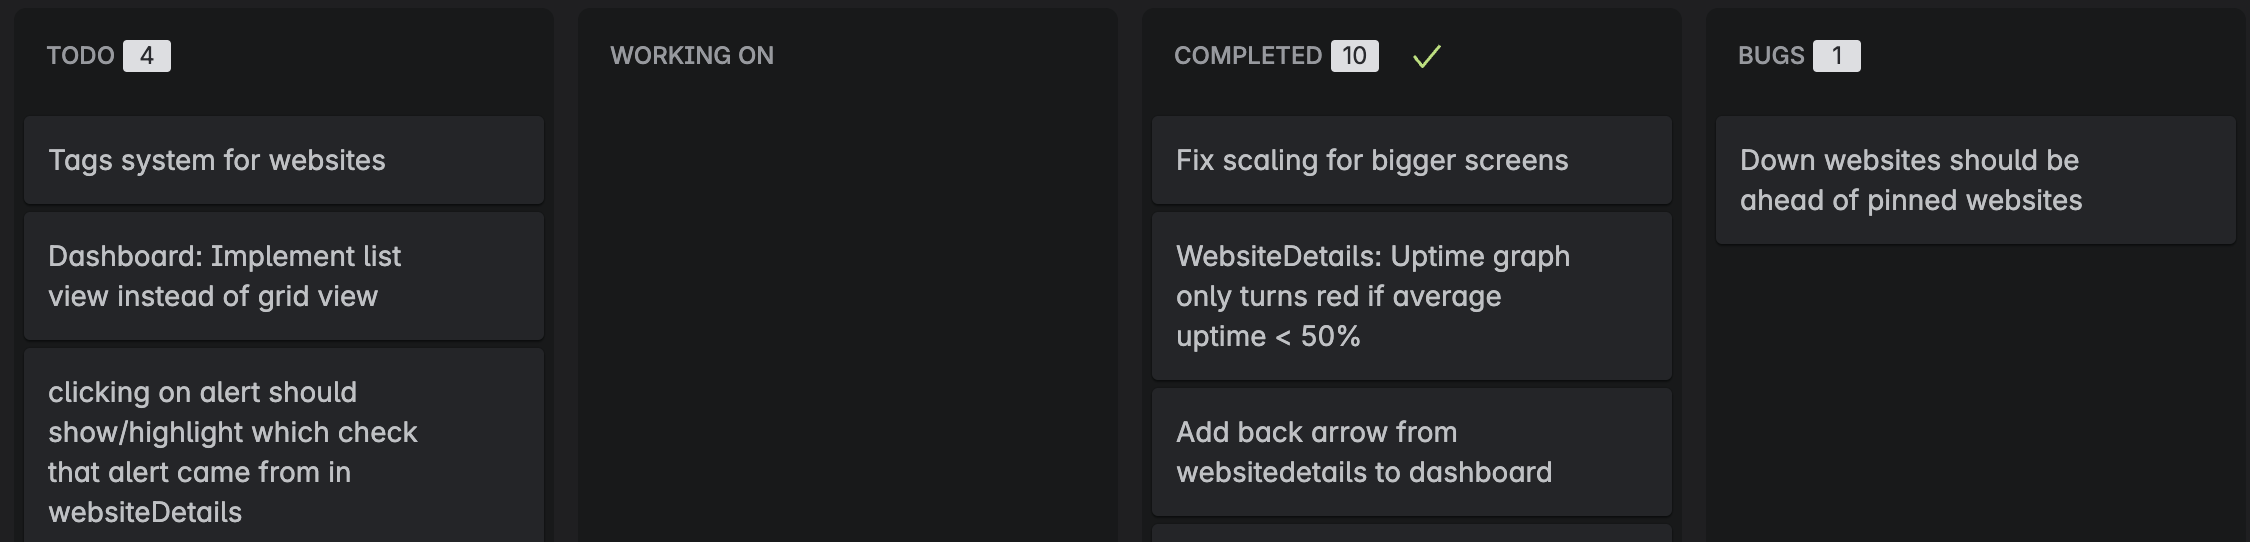 TODO 4
Tags system for websites
Dashboard: Implement list
view instead of grid view
clicking on alert should
show/highlight which check
that alert came from in
websiteDetails
WORKING ON
COMPLETED 10
Fix scaling for bigger screens
WebsiteDetails: Uptime graph
only turns red if average
uptime < 50%
Add back arrow from
websitedetails to dashboard
BUGS 1
Down websites should be
ahead of pinned websites